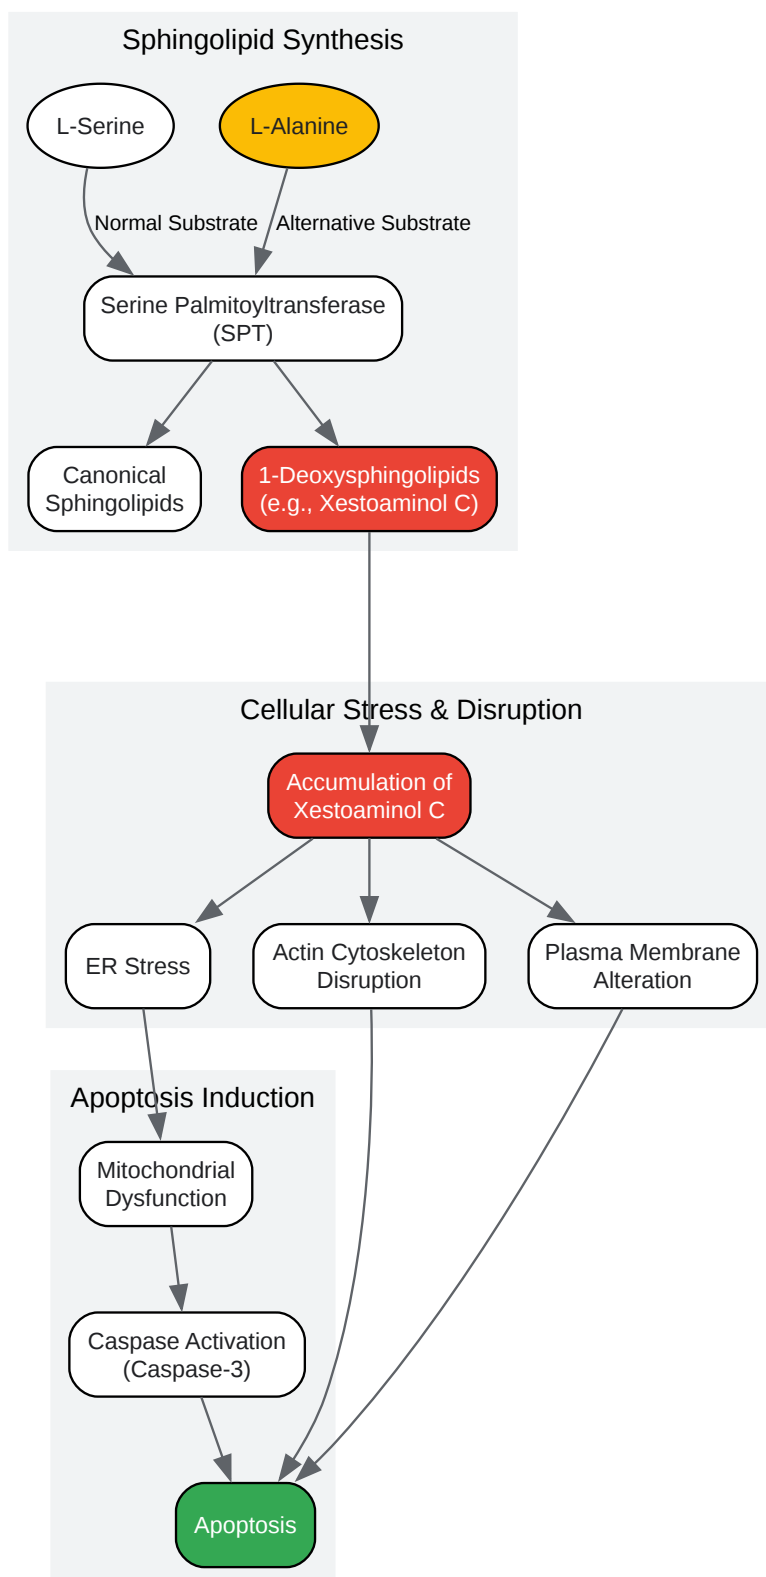 Sphingolipid Synthesis
L-Serine
L-Alanine
Normal Substrate
Alternative Substrate
Serine Palmitoyltransferase
(SPT)
Canonical
Sphingolipids
1-Deoxysphingolipids
(e.g., Xestoaminol C)
Cellular Stress & Disruption
Accumulation of
Xestoaminol C
ER Stress
Actin Cytoskeleton
Disruption
Plasma Membrane
Alteration
Apoptosis Induction
Mitochondrial
Dysfunction
Caspase Activation
(Caspase-3)
Apoptosis